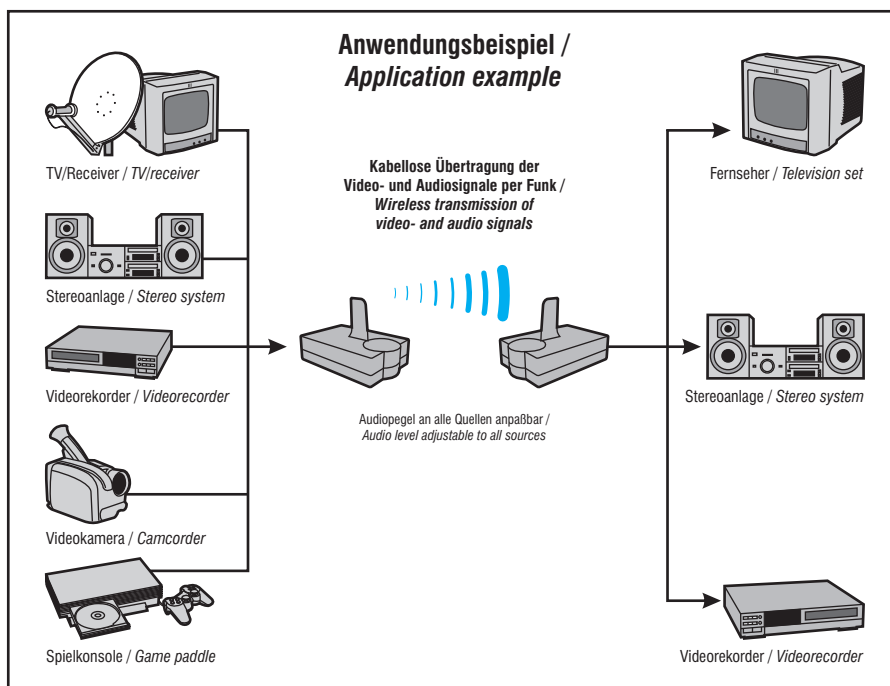 Anwendungsbeispiel /
Application example
TV/Receiver / TV/receiver
Kabellose Übertragung der
Video- und Audiosignale per Funk /
Wireless transmission of
video- and audio signals
Fernseher / Television set
Stereoanlage / Stereo system
Videorekorder / Videorecorder
Audiopegel an alle Quellen anpaßbar /
Audio level adjustable to all sources
Stereoanlage / Stereo system
Videokamera / Camcorder
Spielkonsole / Game paddle
Videorekorder / Videorecorder